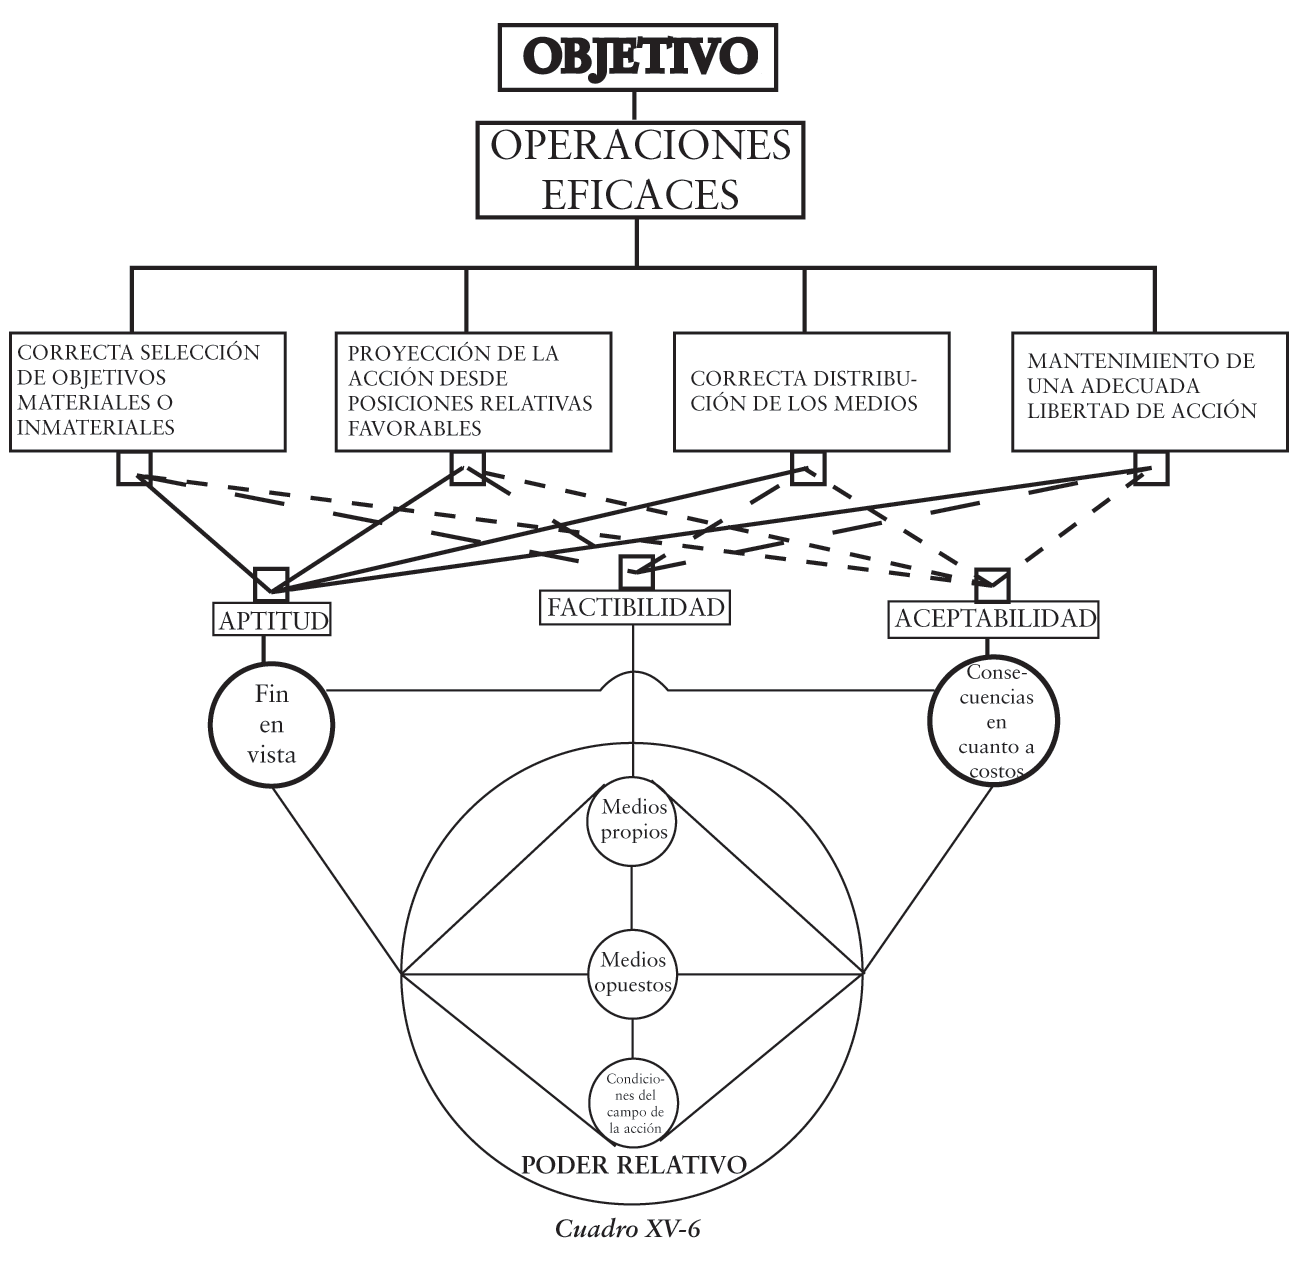 OBJETIVO
OPERACIONES
EFICACES
CORRECTA SELECCIÓN
DE OBJETIVOS
MATERIALES O
INMATERIALES
PROYECCIÓN DE LA
ACCIÓN DESDE
POSICIONES RELATIVAS
FAVORABLES
CORRECTA DISTRIBU-
CIÓN DE LOS MEDIOS
MANTENIMIENTO DE
UNA ADECUADA
LIBERTAD DE ACCIÓN
APTITUD
FACTIBILIDAD
ACEPTABILIDAD
Fin
en
vista
Conse-
cuencias
en
cuanto a
costos
Medios
propios
Medios
opuestos
Condicio-
nes del
campo de
la acción
PODER RELATIVO
Cuadro XV-6